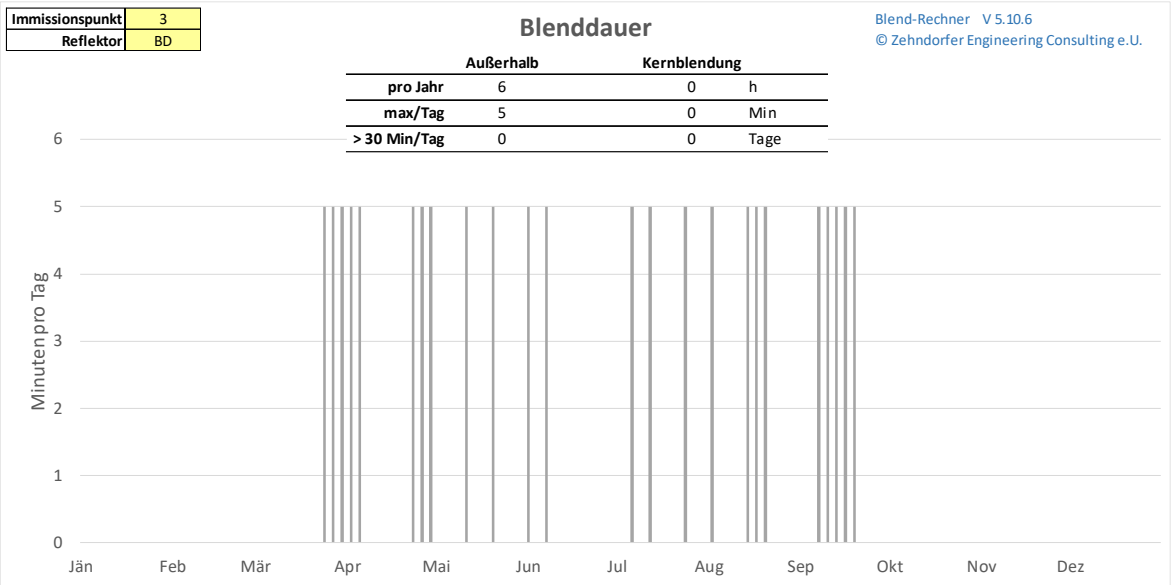 Immissionspunkt 3
Reflektor BD
Blenddauer
Blend-Rechner V 5.10.6
© Zehndorfer Engineering Consulting e.U.
Außerhalb Kernblendung
pro Jahr 6 0 h
max/Tag 5 0 Min
> 30 Min/Tag 0 0 Tage
Minuten pro Tag
6
5
4
3
2
1
0
Jän Feb Mär Apr Mai Jun Jul Aug Sep Okt Nov Dez